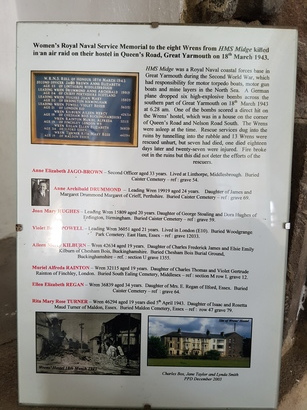 Women's Royal Naval Service Memorial to the eight Wrens from HMS Midge killed
in an air raid on their hostel in Queen's Road, Great Yarmouth on 18th March 1943.
HMS Midge was a Royal Naval coastal forces base in
Great Yarmouth during the Second World War, which
had responsibility for motor torpedo boats, motor gun
boats and mine layers in the North Sea. A German
plane dropped six high-explosive bombs across the
southern part of Great Yarmouth on 18th March 1943
at 6.28 am. One of the bombs scored a direct hit on
the Wrens' hostel, which was in a house on the corner
of Queen's Road and Nelson Road South. The Wrens
were asleep at the time. Rescue services dug into the
ruins by tunnelling into the rubble and 13 Wrens were
rescued unhurt, but seven had died, one died eighteen
days later and twenty-seven were injured. Fire broke
out in the ruins but this did not deter the efforts of the
rescuers.
Anne Elizabeth JAGO-BROWN - Second Officer aged 33 years. Lived in Linthorpe, Middlesbrough. Buried
Caister Cemetery - ref : grave 54.
Anna Archibald DRUMMOND - Leading Wren 19919 aged 24 years. Daughter of James and
Margaret Drummond of Crieff, Perthshire. Buried Caister Cemetery - ref : grave 69.
Joan Mary HUGHES - Leading Wren 15809 aged 20 years. Daughter of George Stanley and Dora Hughes of
Birmingham. Buried Caister Cemetery - ref : grave 59.
Violet POWELL - Leading Wren 36051 aged 21 years. Lived in London (E10). Buried Woodgrange
Park Cemetery. East Ham, Essex - ref : grave 12013.
KILBURN - Wren 42634 aged 19 years. Daughter of Charles Frederick James and Elsie Emily
Kilburn of Chesham Bois, Buckinghamshire. Buried Chesham Bois Burial Ground,
Buckinghamshire - ref : section U grave 1355.
Muriel Alfreda RAINTON - Wren 32115 aged 19 years. Daughter of Charles Thomas and Violet Gertrude
Rainton of Finchley, London. Buried South Ealing Cemetery, Middlesex - ref: section M row L grave 12.
Ellen Elizabeth REGAN - Wren 36839 aged 34 years. Daughter of Mrs. E. Regan of Ilford, Essex. Buried
Caister Cemetery - ref : grave 64.
Rita Mary Rose TURNER - Wren 46294 aged 19 years died 5th April 1943. Daughter of Isaac and Rosetta
Maud Turner of Maldon, Essex. Buried Maldon Cemetery, Essex - ref : row 47 grave 79.
Charles Box, Jane Taylor and Lynda Smith
PPO December 2005